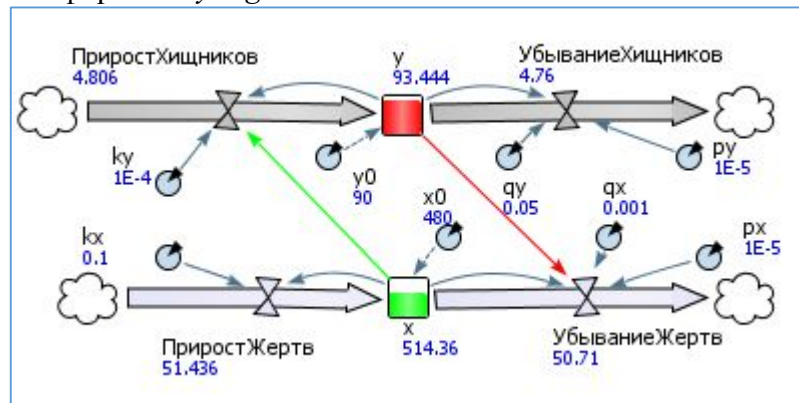 ПриростХищников
4.806
y
93.444
УбываниеХищников
4.76
ky
1E-4
y0
90
x0
480
qy
0.05
qx
0.001
py
1E-5
kx
0.1
px
1E-5
ПриростЖертв
51.436
x
514.36
УбываниеЖертв
50.71